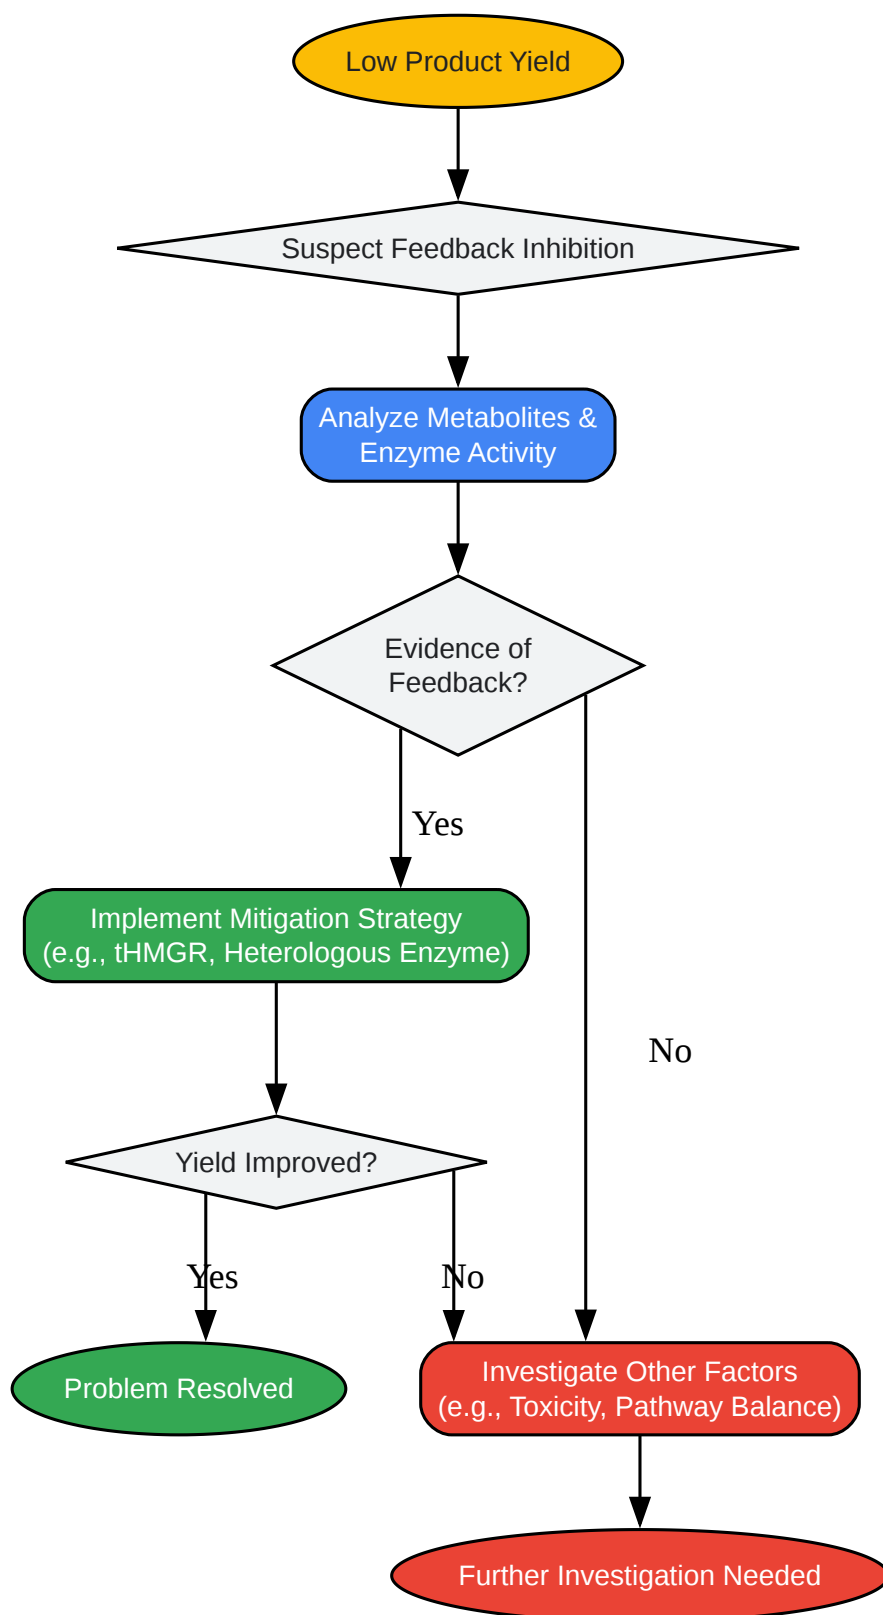 Low Product Yield
Suspect Feedback Inhibition
Analyze Metabolites &
Enzyme Activity
Evidence of
Feedback?
Yes
Implement Mitigation Strategy
(e.g., tHMGR, Heterologous Enzyme)
No
Yield Improved?
Yes
No
Problem Resolved
Investigate Other Factors
(e.g., Toxicity, Pathway Balance)
Further Investigation Needed